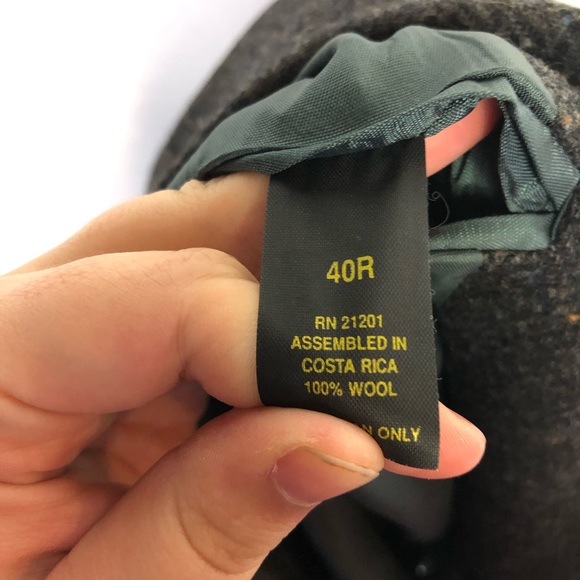 40R
RN 21201
ASSEMBLED IN
COSTA RICA
100% WOOL
ONLY